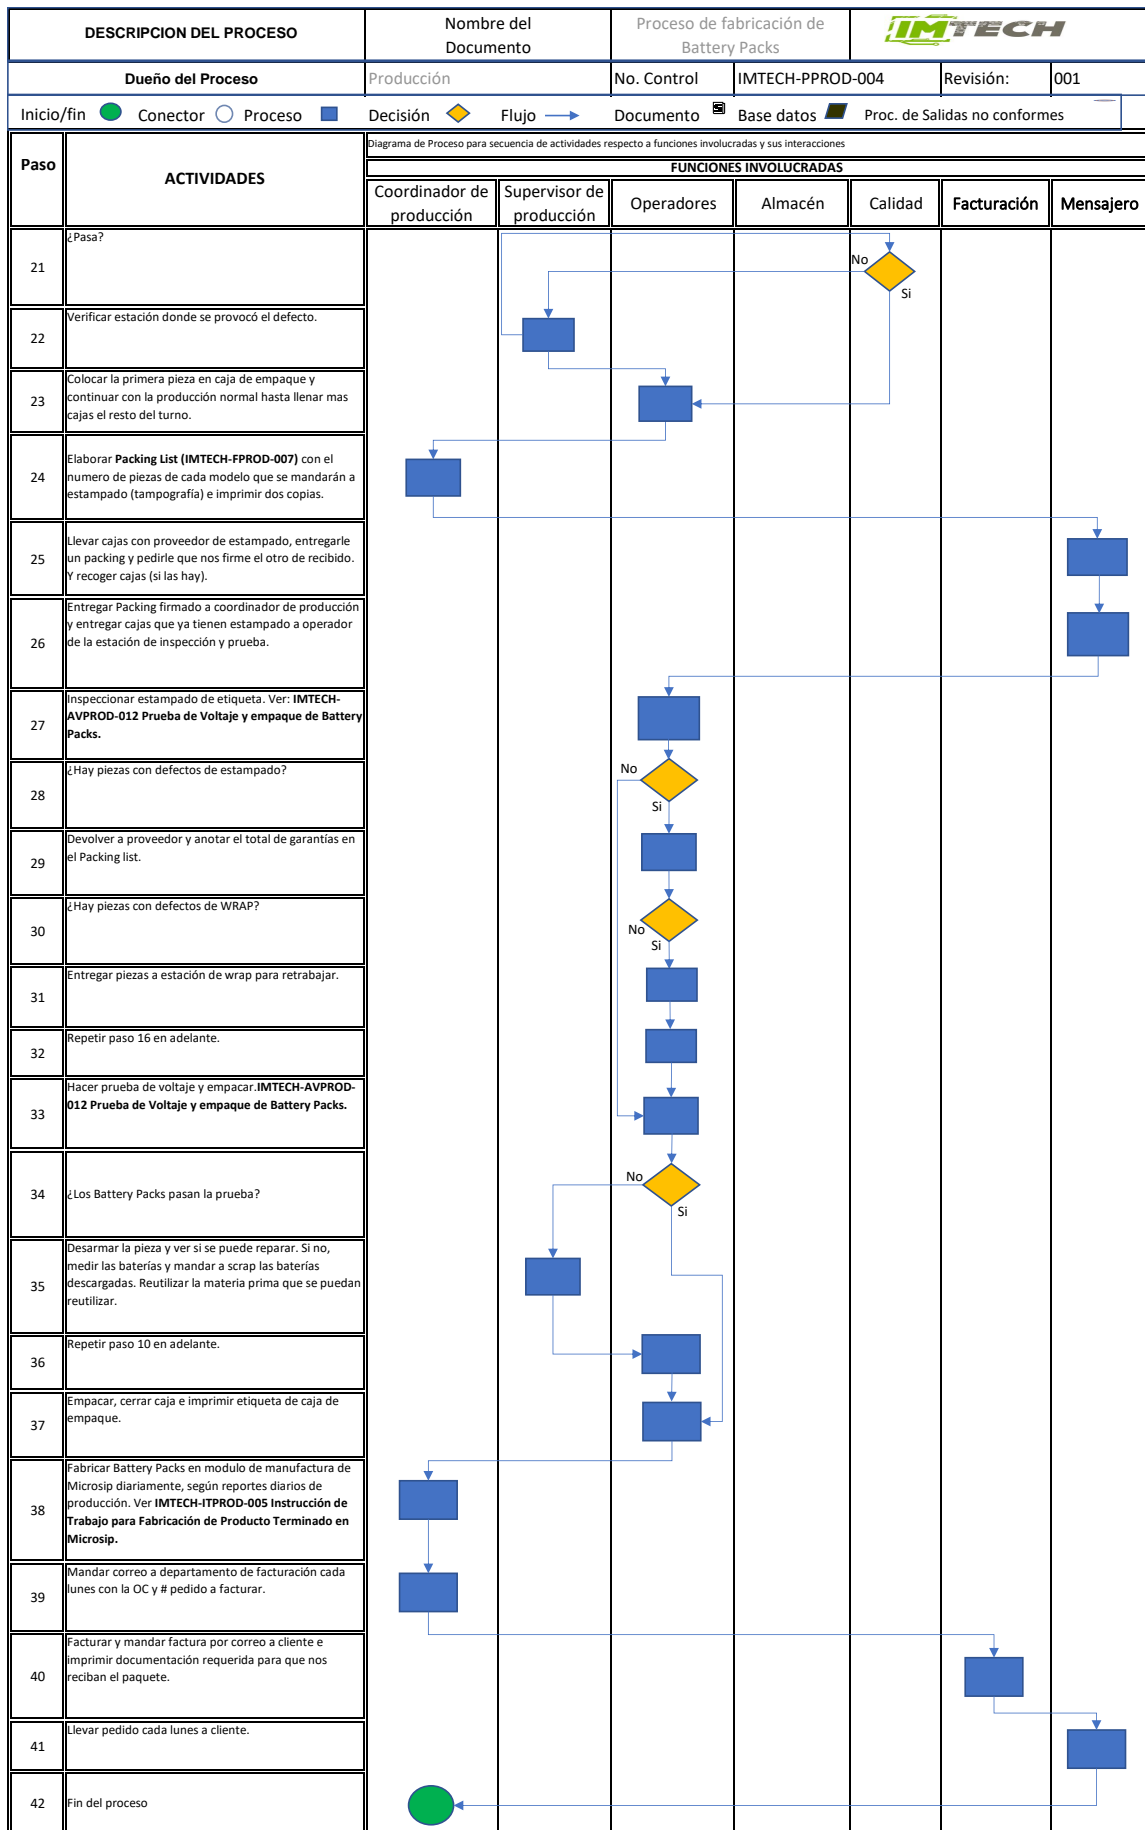 DESCRIPCION DEL PROCESO
Nombre del
Documento
Proceso de fabricación de
Battery Packs
IMTECH
Dueño del Proceso
Producción
No. Control
IMTECH-PPROD-004
Revisión:
001
Inicio/fin
Conector
Proceso
Decisión
Flujo
Documento
Base datos
Proc. de Salidas no conformes
Paso
ACTIVIDADES
Diagrama de Proceso para secuencia de actividades respecto a funciones involucradas y sus interacciones
FUNCIONES INVOLUCRADAS
Coordinador de
producción
Supervisor de
producción
Operadores
Almacén
Calidad
Facturación
Mensajero
21
¿Pasa?
No
Si
22
Verificar estación donde se provocó el defecto.
23
Colocar la primera pieza en caja de empaque y
continuar con la producción normal hasta llenar mas
cajas el resto del turno.
24
Elaborar Packing List (IMTECH-FPROD-007) con el
numero de piezas de cada modelo que se mandarán a
estampado (tampografía) e imprimir dos copias.
25
Llevar cajas con proveedor de estampado, entregarle
un packing y pedirle que nos firme el otro de recibido.
Y recoger cajas (si las hay).
26
Entregar Packing firmado a coordinador de producción
y entregar cajas que ya tienen estampado a operador
de la estación de inspección y prueba.
27
Inspeccionar estampado de etiqueta. Ver: IMTECH-
AVPROD-012 Prueba de Voltaje y empaque de Battery
Packs.
28
¿Hay piezas con defectos de estampado?
No
Si
29
Devolver a proveedor y anotar el total de garantías en
el Packing list.
30
¿Hay piezas con defectos de WRAP?
No
Si
31
Entregar piezas a estación de wrap para retrabajar.
32
Repetir paso 16 en adelante.
33
Hacer prueba de voltaje y empacar.IMTECH-AVPROD-
012 Prueba de Voltaje y empaque de Battery Packs.
34
¿Los Battery Packs pasan la prueba?
No
Si
35
Desarmar la pieza y ver si se puede reparar. Si no,
medir las baterías y mandar a scrap las baterías
descargadas. Reutilizar la materia prima que se puedan
reutilizar.
36
Repetir paso 10 en adelante.
37
Empacar, cerrar caja e imprimir etiqueta de caja de
empaque.
38
Fabricar Battery Packs en modulo de manufactura de
Microsip diariamente, según reportes diarios de
producción. Ver IMTECH-ITPROD-005 Instrucción de
Trabajo para Fabricación de Producto Terminado en
Microsip.
39
Mandar correo a departamento de facturación cada
lunes con la OC y # pedido a facturar.
40
Facturar y mandar factura por correo a cliente e
imprimir documentación requerida para que nos
reciban el paquete.
41
Llevar pedido cada lunes a cliente.
42
Fin del proceso